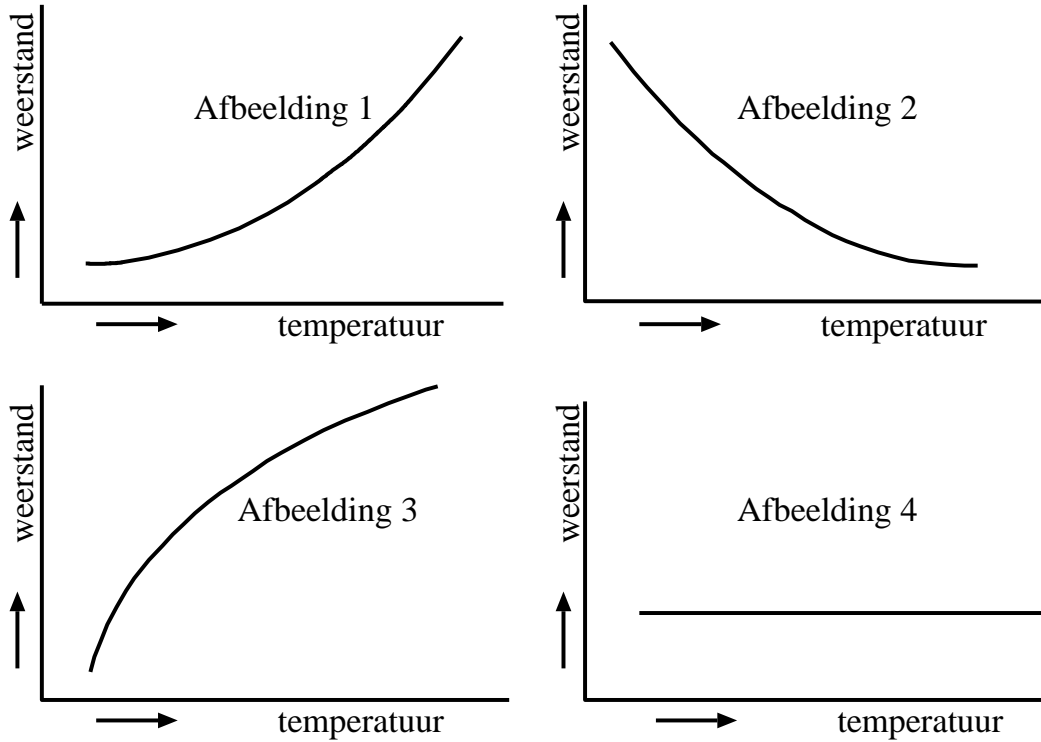 weerstand
Afbeelding 1
temperatuur
weerstand
Afbeelding 2
temperatuur
weerstand
Afbeelding 3
temperatuur
weerstand
Afbeelding 4
temperatuur